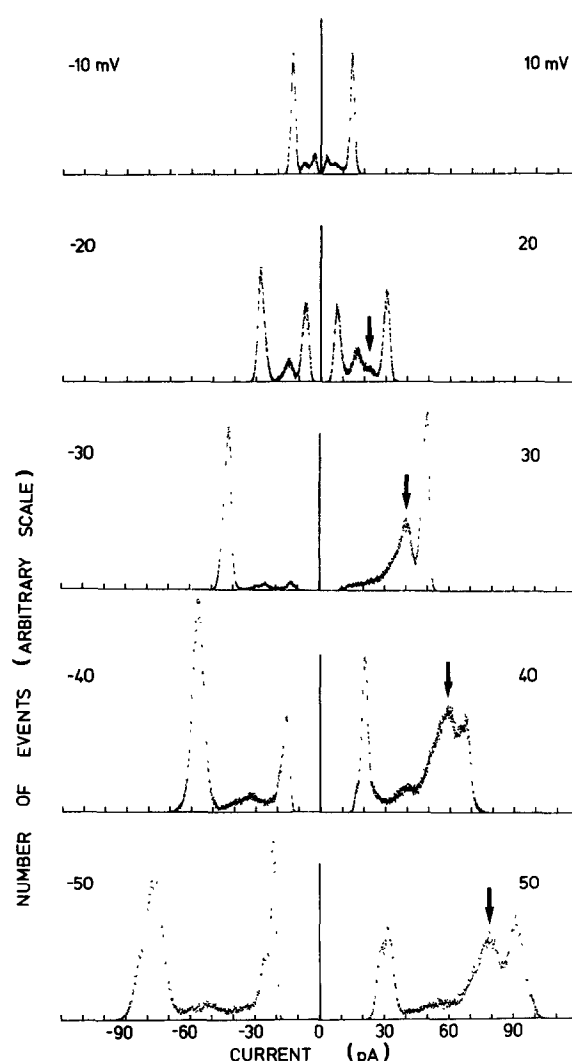 -10 mV 10 mV
-20 20
-30 30
-40 40
-50 50
NUMBER OF EVENTS (ARBITRARY SCALE)
-90 -60 -30 0 30 60 90
CURRENT (pA)